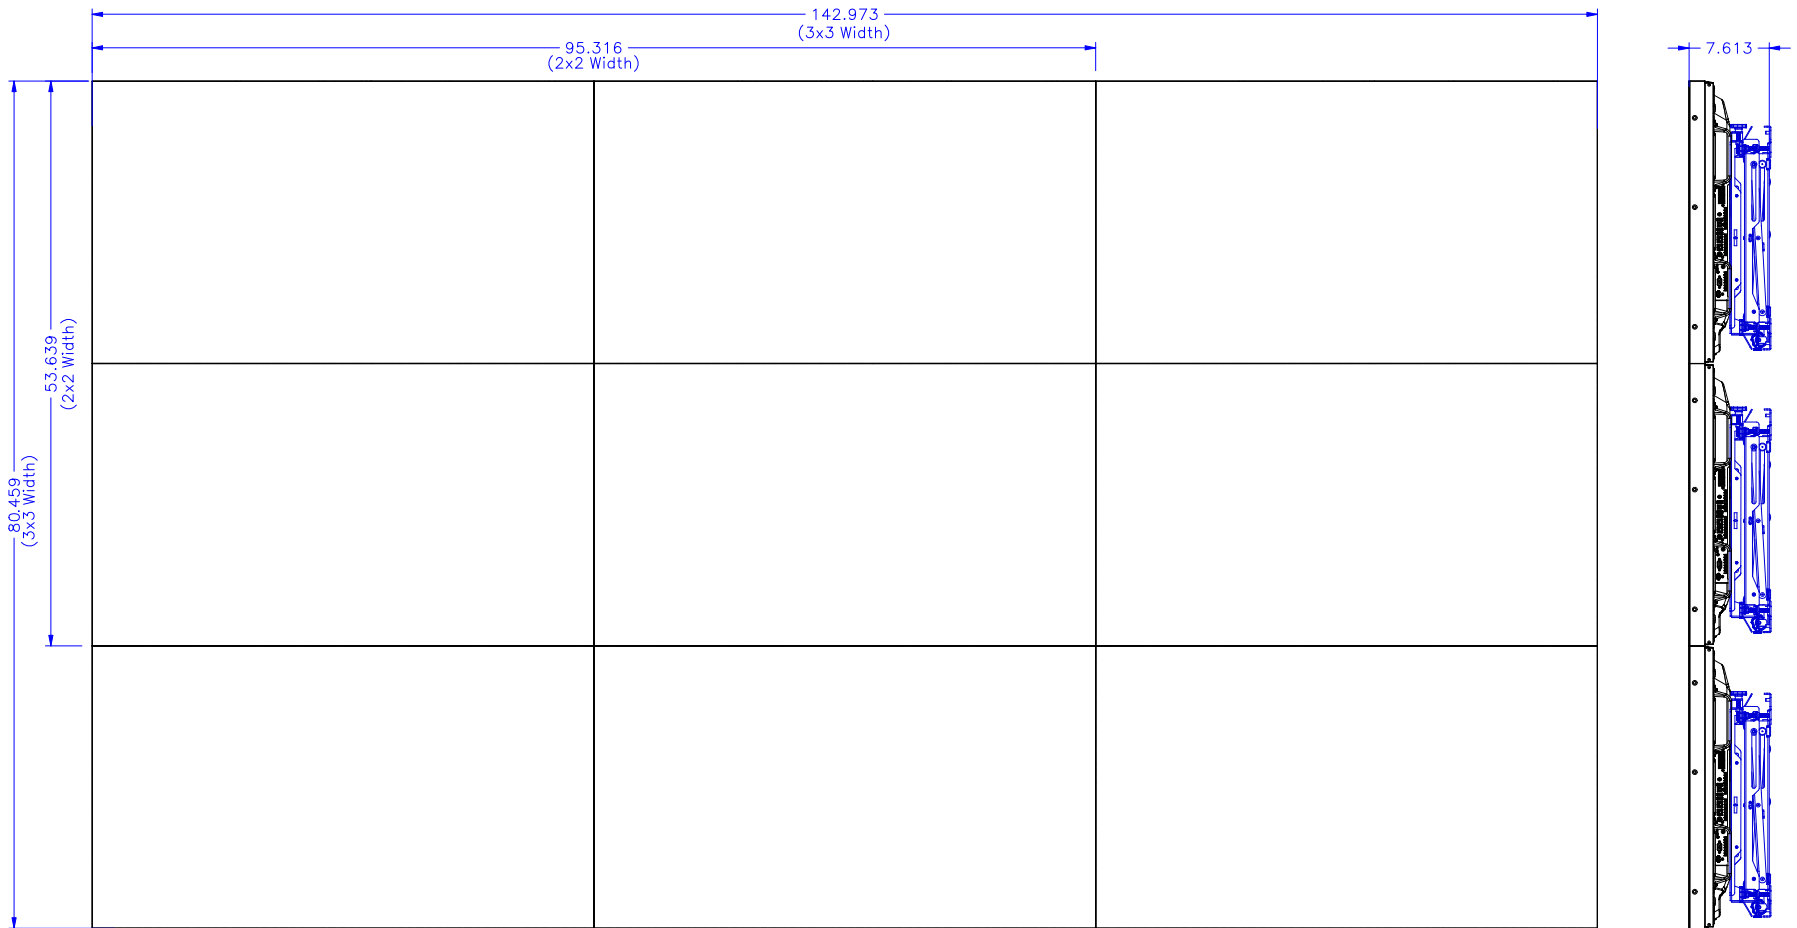 142.973
(3x3 Width)
95.316
(2x2 Width)
7.613
53.639
(2x2 Width)
80.459
(3x3 Width)